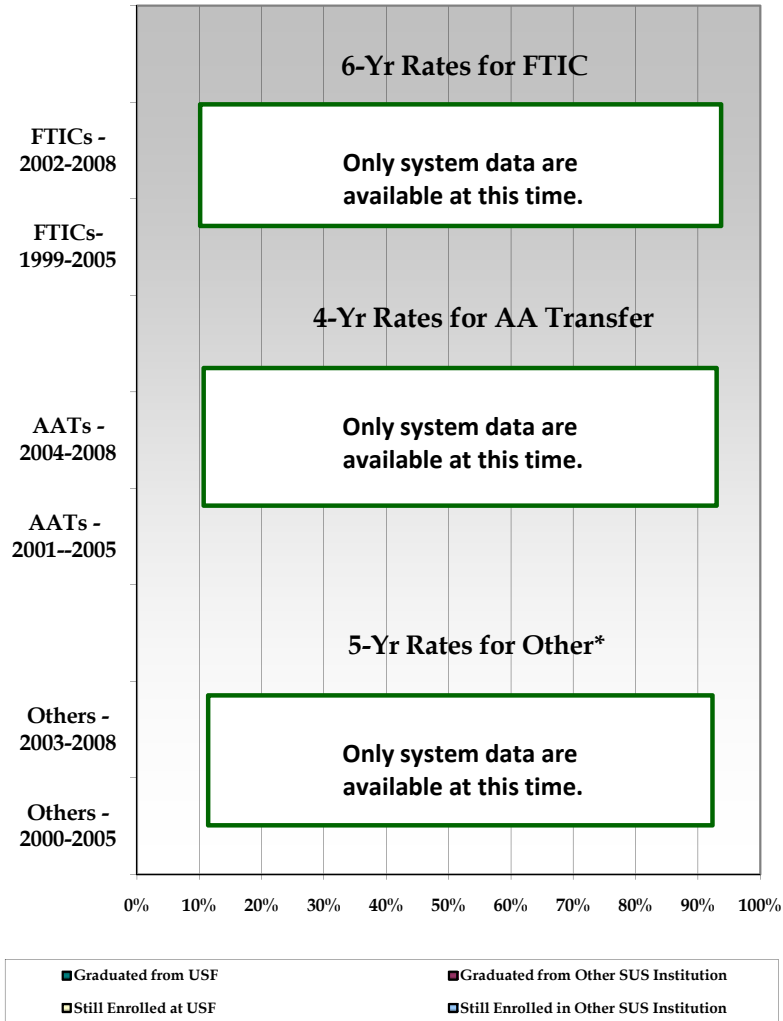 6-Yr Rates for FTIC
FTICs -
2002-2008
Only system data are
available at this time.
FTICs-
1999-2005
4-Yr Rates for AA Transfer
AATs -
2004-2008
Only system data are
available at this time.
AATs -
2001--2005
5-Yr Rates for Other*
Others -
2003-2008
Only system data are
available at this time.
Others -
2000-2005
0% 10% 20% 30% 40% 50% 60% 70% 80% 90% 100%
Graduated from USF Graduated from Other SUS Institution
Still Enrolled at USF Still Enrolled in Other SUS Institution